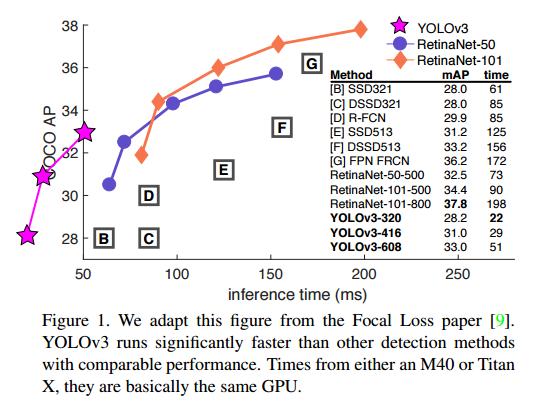 38
36
34
32
30
28
COCO AP
50
100
150
200
250
inference time (ms)
B
C
D
E
F
G
YOLOv3
RetinaNet-50
RetinaNet-101
Method mAP time
[B] SSD321 28.0 61
[C] DSSD321 28.0 85
[D] R-FCN 29.9 85
[E] SSD513 31.2 125
[F] DSSD513 33.2 156
[G] FPN FRCN 36.2 172
RetinaNet-50-500 32.5 73
RetinaNet-101-500 34.4 90
RetinaNet-101-800 37.8 198
YOLOv3-320 28.2 22
YOLOv3-416 31.0 29
YOLOv3-608 33.0 51
Figure 1. We adapt this figure from the Focal Loss paper [9].
YOLOv3 runs significantly faster than other detection methods
with comparable performance. Times from either an M40 or Titan
X, they are basically the same GPU.